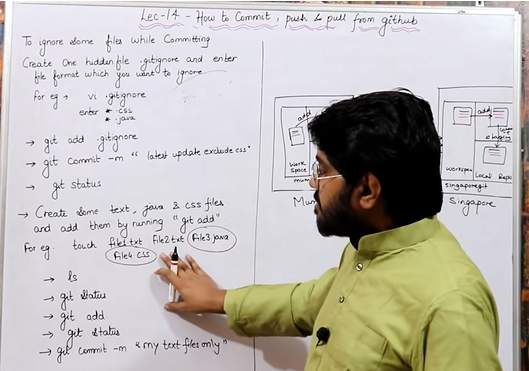 Lec-14 - How to Commit, push & pull from github
To ignore some files while Committing
Create One hidden file .gitignore and enter
file format which you want to ignore
For eg → vi .gitignore
enter *.css
*.java
→ git add .gitignore
→ git commit -m "latest update exclude css"
→ git status
→ Create some text, java & css files
and add them by running "git add"
For eg. touch file1.txt file2.txt file3.java
file4.css
→ ls
→ git status
→ git add
→ git status
→ git commit -m "my text files only"
add
Work
Space
Mu
add
Workspace
Local Repo
Singaporegit
Singapore